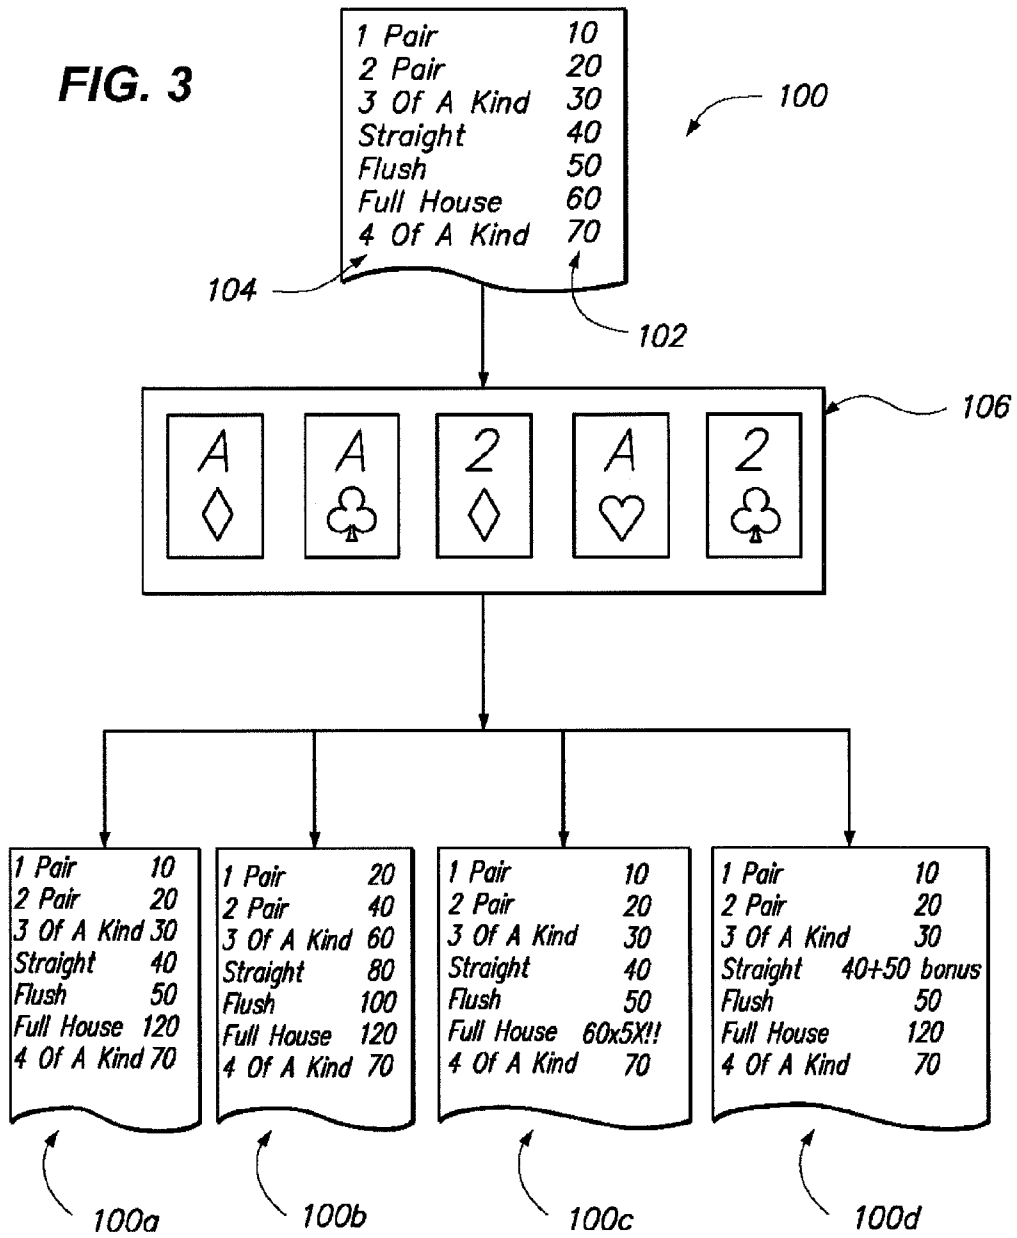 FIG. 3
1 Pair 10
2 Pair 20
3 Of A Kind 30
Straight 40
Flush 50
Full House 60
4 Of A Kind 70
100
104
102
106
A A 2 A 2
1 Pair 10
2 Pair 20
3 Of A Kind 30
Straight 40
Flush 50
Full House 120
4 Of A Kind 70
1 Pair 20
2 Pair 40
3 Of A Kind 60
Straight 80
Flush 100
Full House 120
4 Of A Kind 70
1 Pair 10
2 Pair 20
3 Of A Kind 30
Straight 40
Flush 50
Full House 60x5X!!
4 Of A Kind 70
1 Pair 10
2 Pair 20
3 Of A Kind 30
Straight 40+50 bonus
Flush 50
Full House 120
4 Of A Kind 70
100a
100b
100c
100d